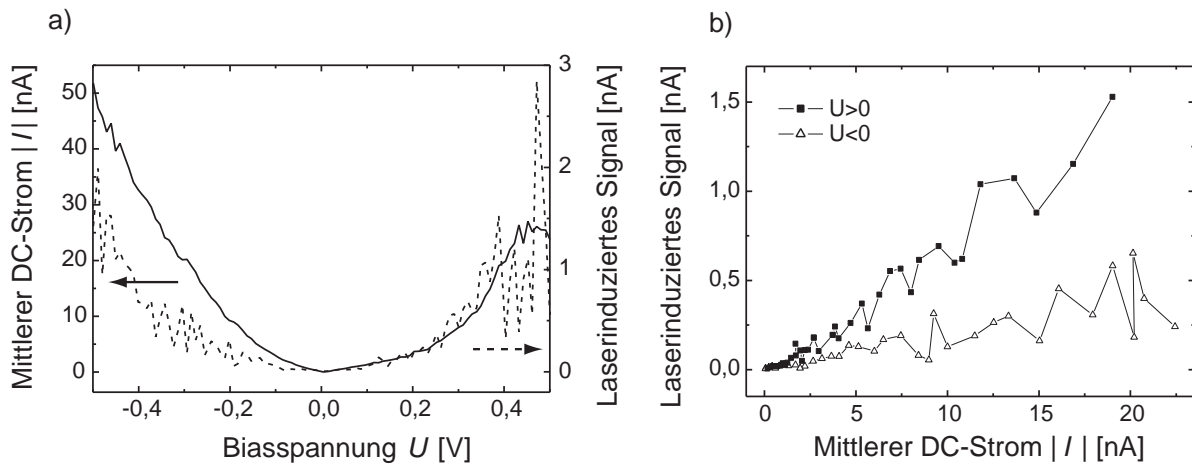 a)
Mittlerer DC-Strom | I | [nA]
50
40
30
20
10
0
-0,4
-0,2
0,0
0,2
0,4
Biasspannung U [V]
3
2
1
0
Laserinduziertes Signal [nA]
b)
Laserinduziertes Signal [nA]
1,5
1,0
0,5
0,0
U>0
U<0
0
5
10
15
20
Mittlerer DC-Strom | I | [nA]